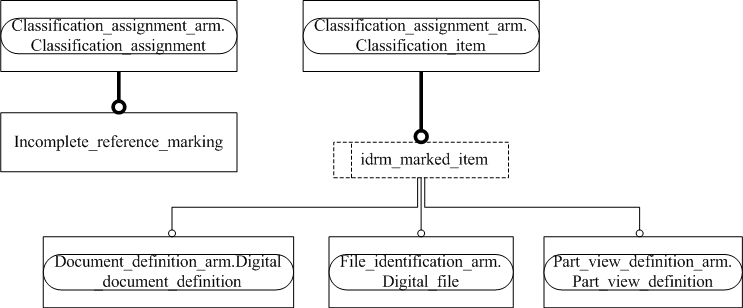 Classification_assignment_arm.
Classification_assignment
Classification_assignment_arm.
Classification_item
Incomplete_reference_marking
idrm_marked_item
Document_definition_arm.Digital
_document_definition
File_identification_arm.
Digital_file
Part_view_definition_arm.
Part_view_definition